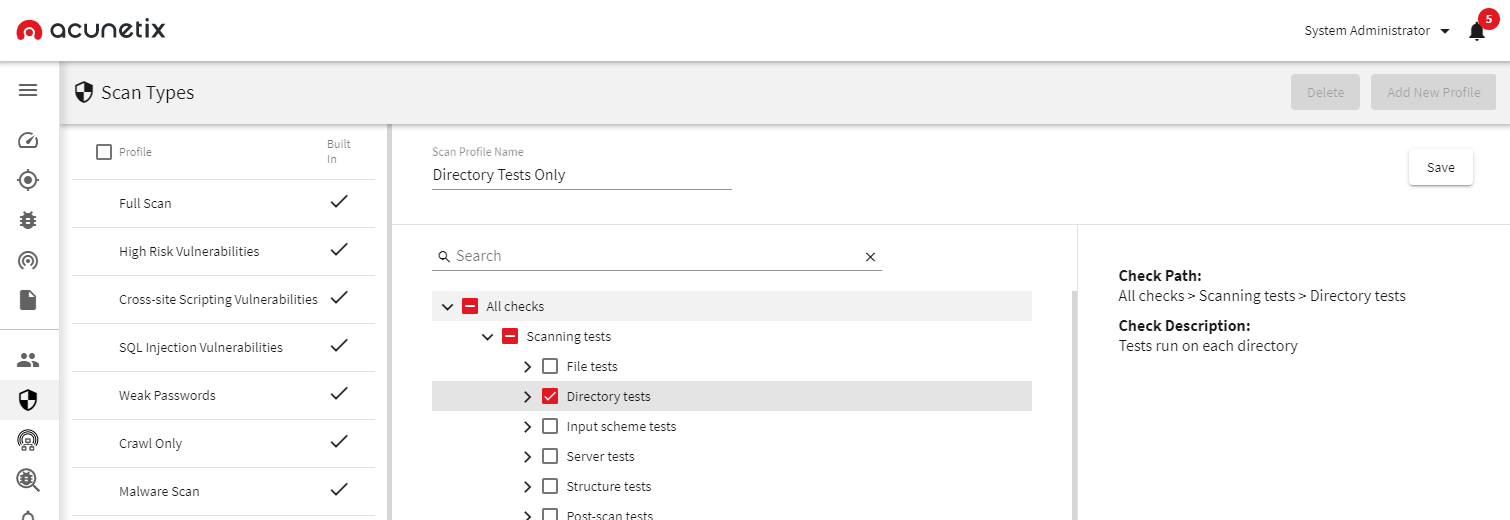 acunetix
System Administrator
5
Scan Types
Delete
Add New Profile
Profile
Built
In
Full Scan
High Risk Vulnerabilities
Cross-site Scripting Vulnerabilities
SQL Injection Vulnerabilities
Weak Passwords
Crawl Only
Malware Scan
Scan Profile Name
Directory Tests Only
Save
Search
All checks
Scanning tests
File tests
Directory tests
Input scheme tests
Server tests
Structure tests
Post-scan tests
Check Path:
All checks > Scanning tests > Directory tests
Check Description:
Tests run on each directory